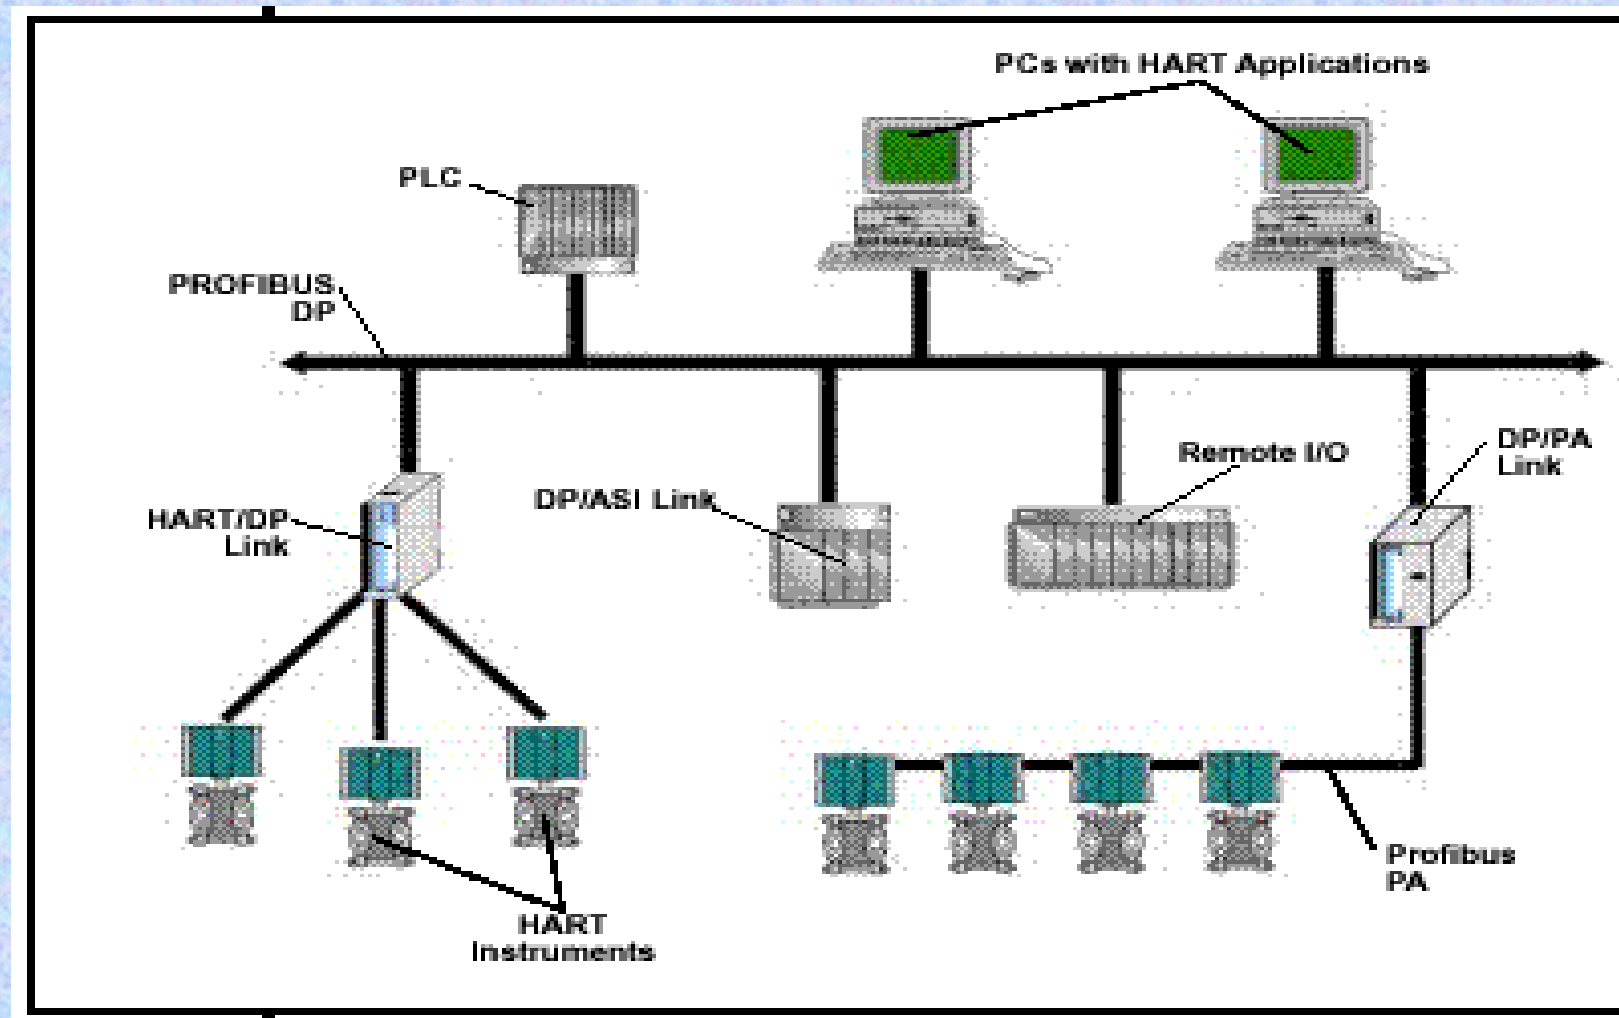 PCs with HART Applications
PLC
PROFIBUS
DP
DP/PA
Link
Remote I/O
DP/ASI Link
HART/DP
Link
Profibus
PA
HART
Instruments